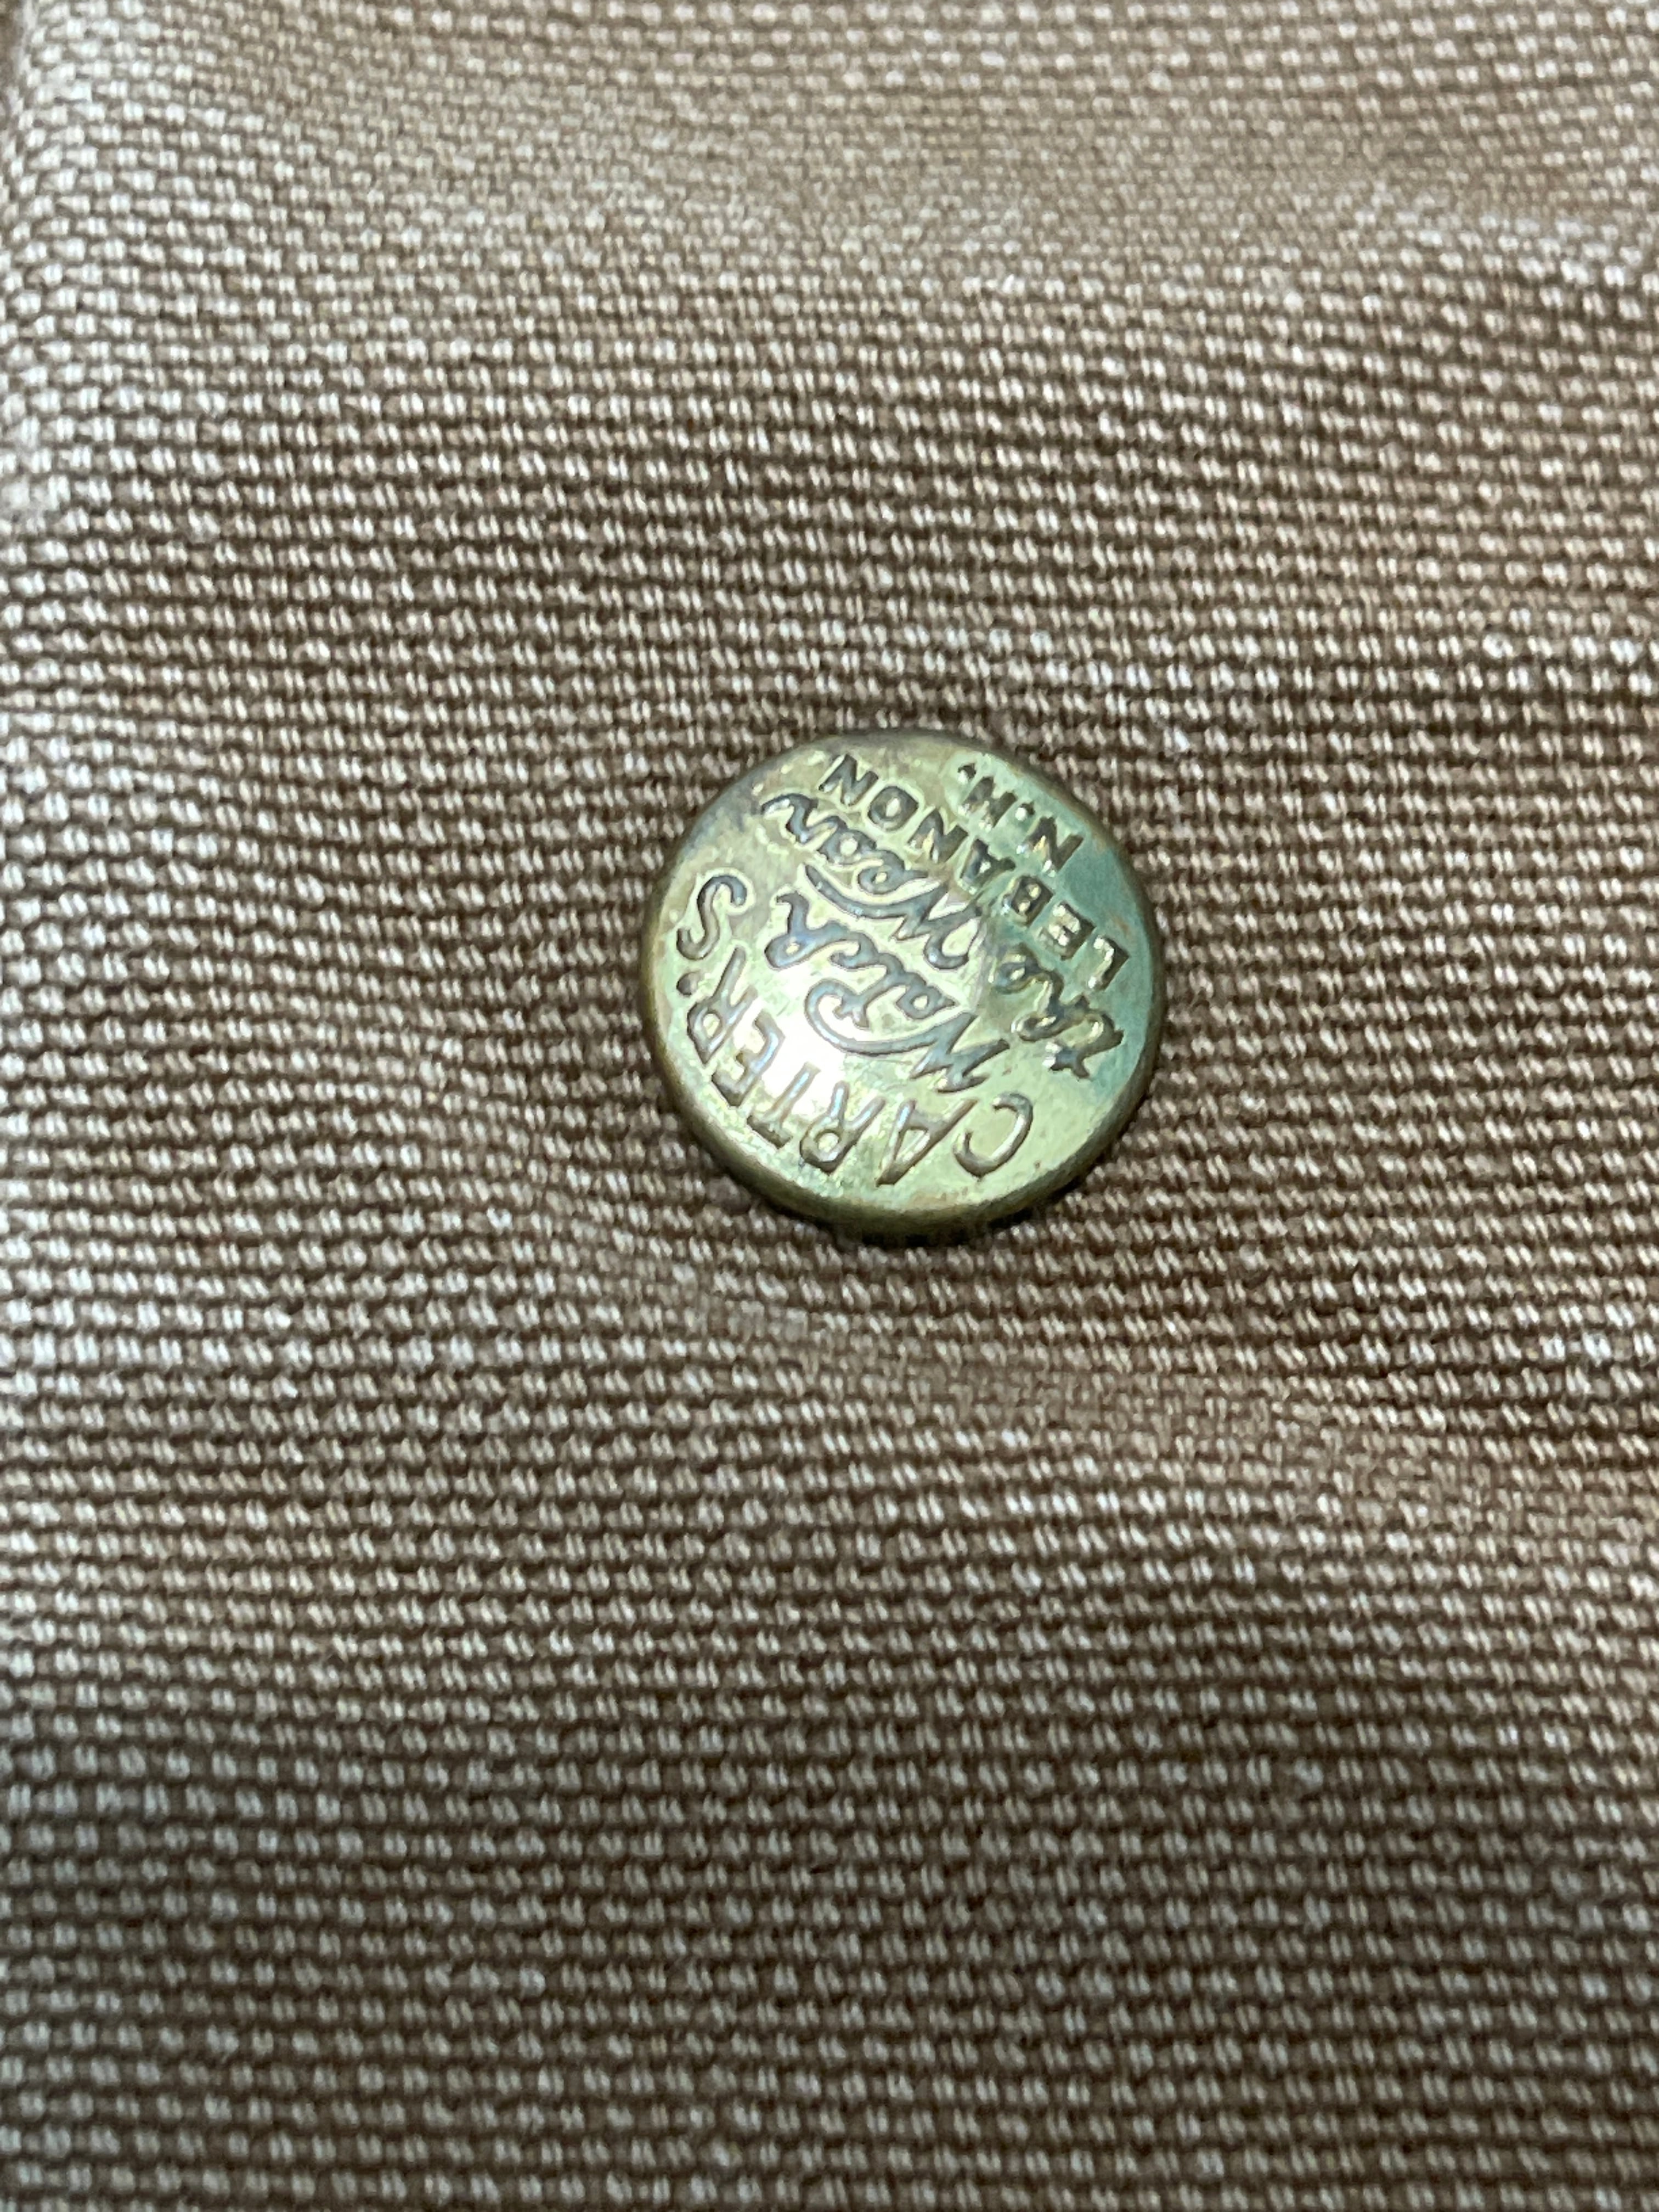 CARTER'S
Watch
the Wear
LEBANON
N.H.